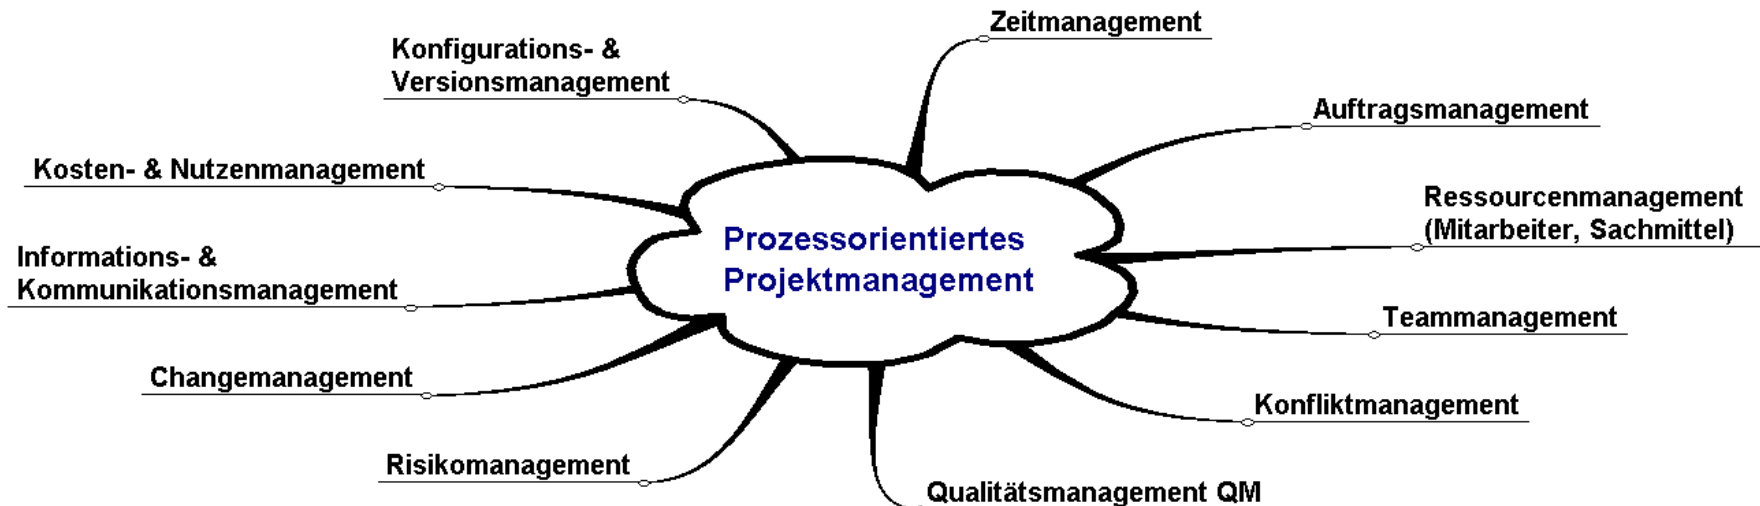 Zeitmanagement
Konfigurations- &
Versionsmanagement
Auftragsmanagement
Kosten- & Nutzenmanagement
Ressourcenmanagement
(Mitarbeiter, Sachmittel)
Prozessorientiertes
Projektmanagement
Informations- &
Kommunikationsmanagement
Teammanagement
Changemanagement
Konfliktmanagement
Risikomanagement
Qualitätsmanagement QM